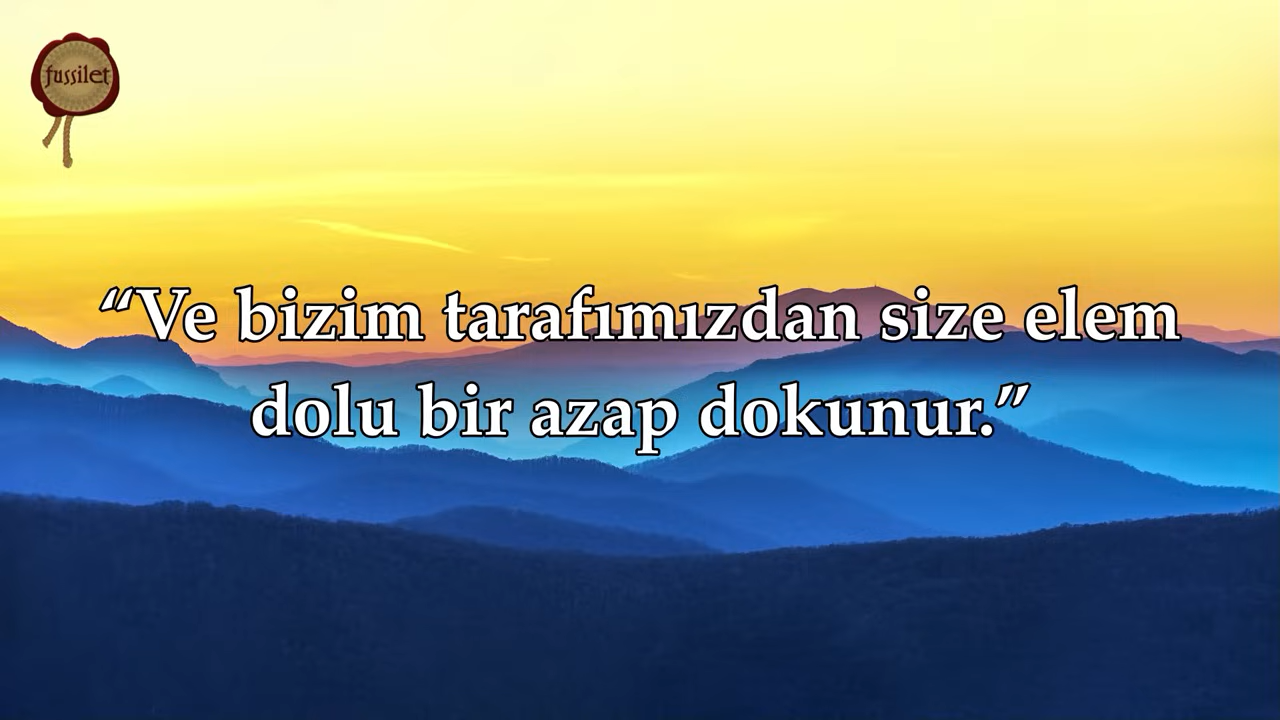 fussilet
“Ve bizim tarafımızdan size elem
dolu bir azap dokunur.”